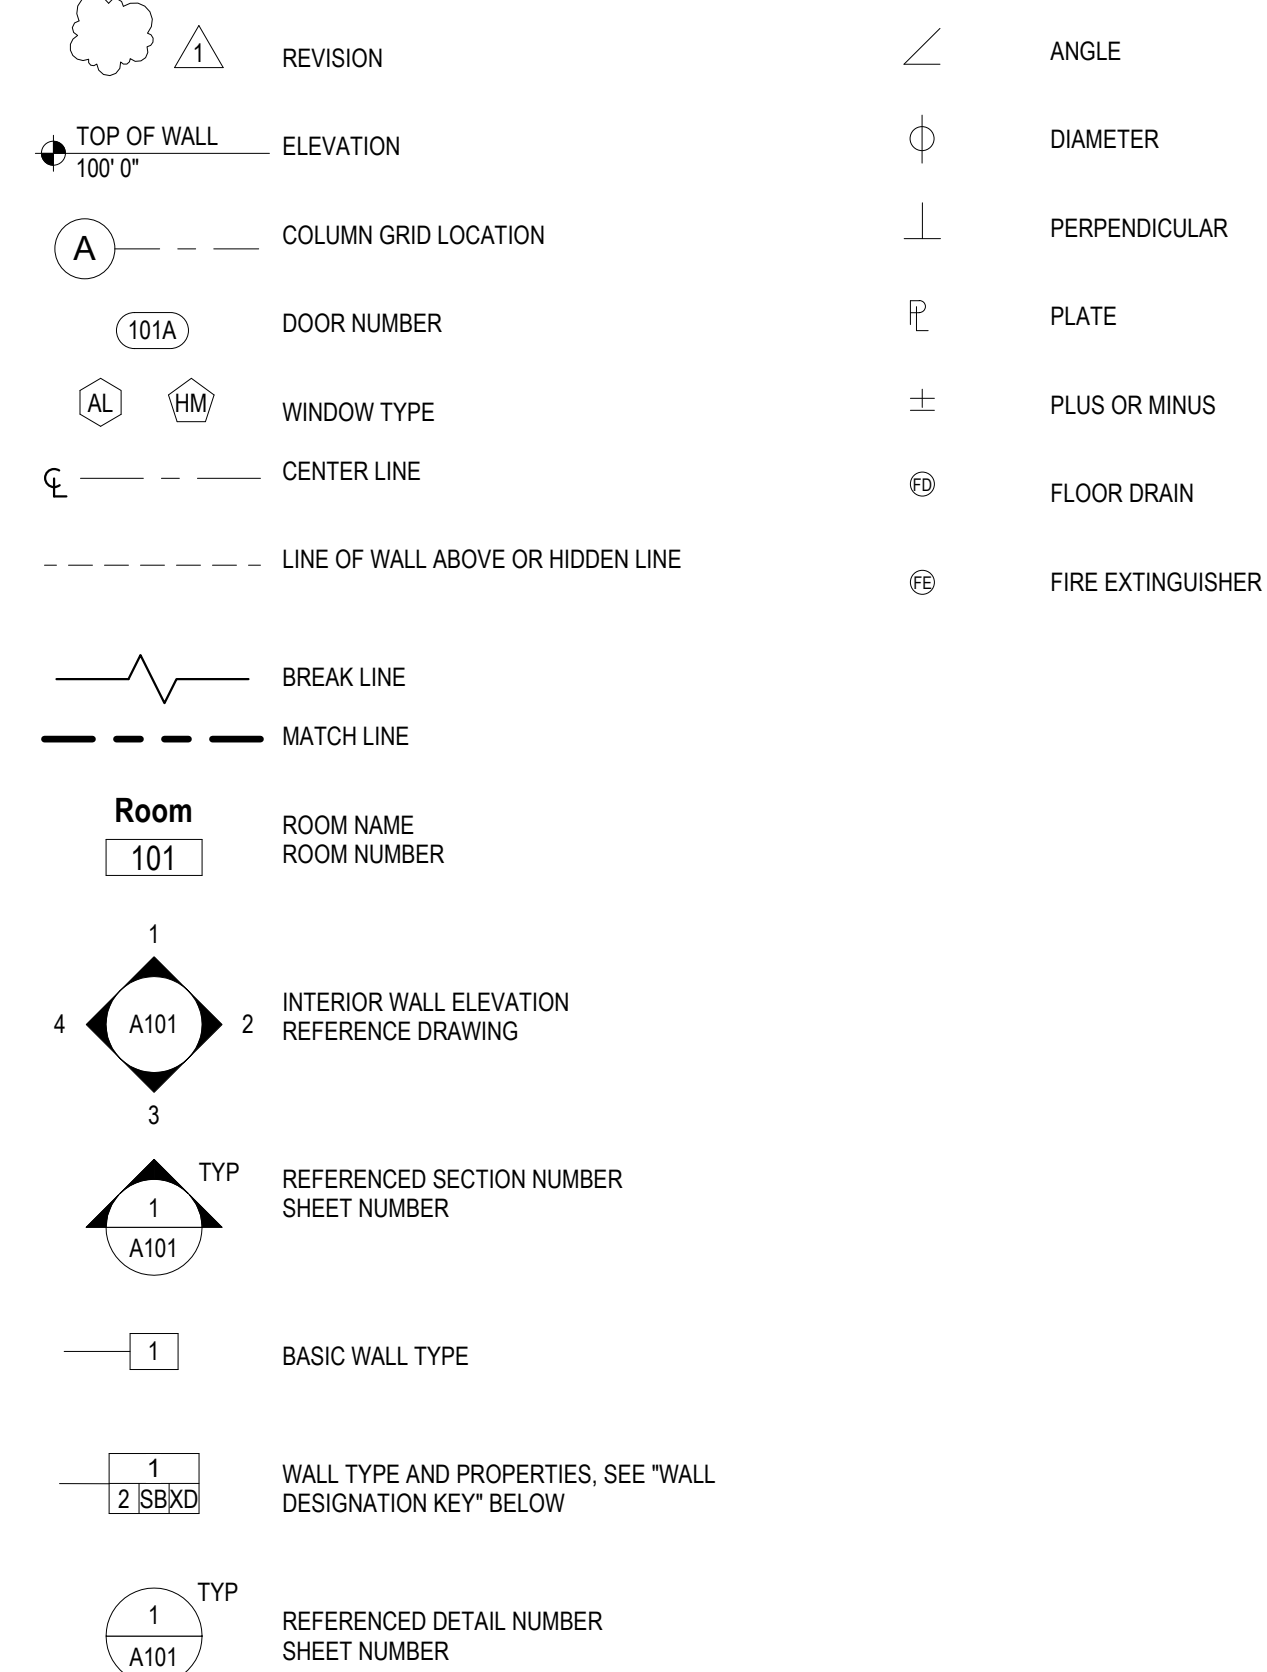 1
REVISION
TOP OF WALL
100' 0"
ELEVATION
A
COLUMN GRID LOCATION
101A
DOOR NUMBER
AL
HM
WINDOW TYPE
CENTER LINE
LINE OF WALL ABOVE OR HIDDEN LINE
BREAK LINE
MATCH LINE
Room
101
ROOM NAME
ROOM NUMBER
1
4
A101
2
3
INTERIOR WALL ELEVATION
REFERENCE DRAWING
TYP
1
A101
REFERENCED SECTION NUMBER
SHEET NUMBER
1
BASIC WALL TYPE
1
2 SB XD
WALL TYPE AND PROPERTIES, SEE "WALL
DESIGNATION KEY" BELOW
TYP
1
A101
REFERENCED DETAIL NUMBER
SHEET NUMBER
ANGLE
DIAMETER
PERPENDICULAR
PLATE
±
PLUS OR MINUS
FD
FLOOR DRAIN
FE
FIRE EXTINGUISHER